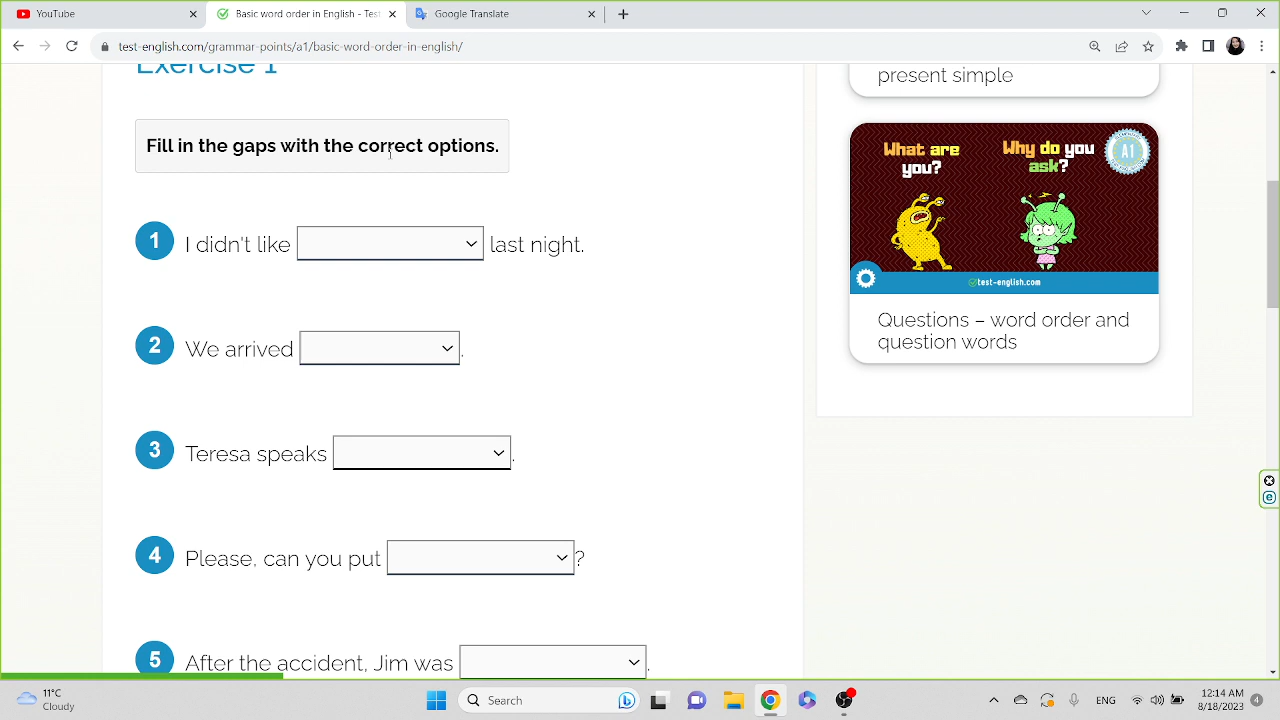 YouTube
Basic word order in English - Test
Google Translate
test-english.com/grammar-points/a1/basic-word-order-in-english/
Exercise 1
Fill in the gaps with the correct options.
1 I didn't like last night.
2 We arrived .
3 Teresa speaks .
4 Please, can you put ?
5 After the accident, Jim was .
present simple
What are you?
Why do you ask?
A1
test-english.com
Questions – word order and
question words
11°C
Cloudy
Search
ENG
12:14 AM
8/18/2023
4